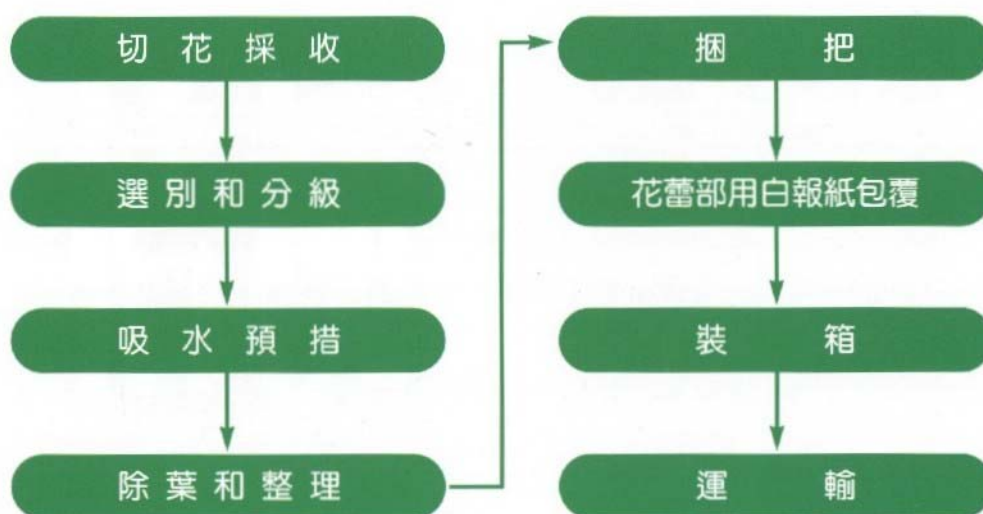 切花採收
選別和分級
吸水預措
除葉和整理
捆把
花蕾部用白報紙包覆
裝箱
運輸